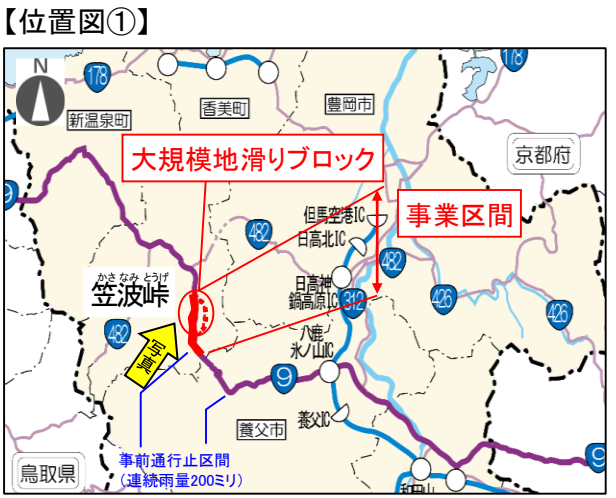 【位置図①】
N
178
178
新温泉町
香美町
豊岡市
京都府
大規模地滑りブロック
事業区間
9
但馬空港IC
日高北IC
482
482
かさなみとうげ
笠波峠
日高神
鍋高原IC
312
426
426
482
写真
八鹿
氷ノ山IC
9
養父市
養父IC
事前通行止区間
(連続雨量200ミリ)
鳥取県
和田山
9